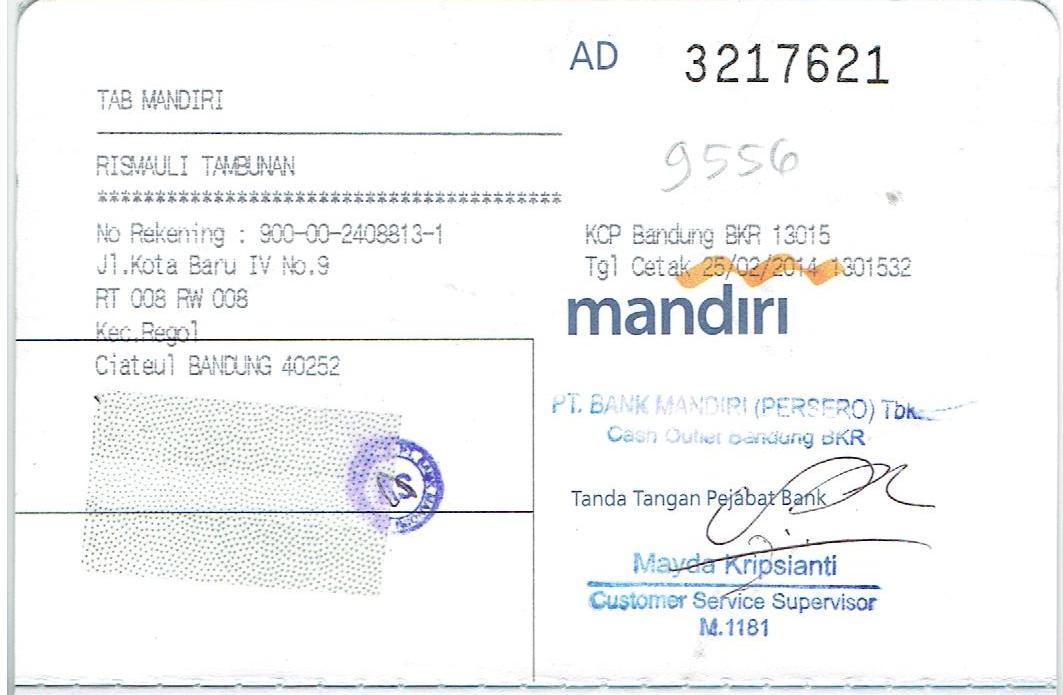 AD 3217621
TAB MANDIRI
9556
RISMAULI TAMBUNAN
****************************************
No Rekening : 900-00-2408813-1
KCP Bandung BKR 13015
Jl.Kota Baru IV No.9
Tgl Cetak 25/02/2014 1301532
RT 008 RW 008
mandiri
Kec.Regol
Ciateul BANDUNG 40252
PT. BANK MANDIRI (PERSERO) Tbk.
Cash Outlet Bandung BKR
PT. BANK MANDIRI
Tanda Tangan Pejabat Bank
Mayda Kripsianti
Customer Service Supervisor
M.1181